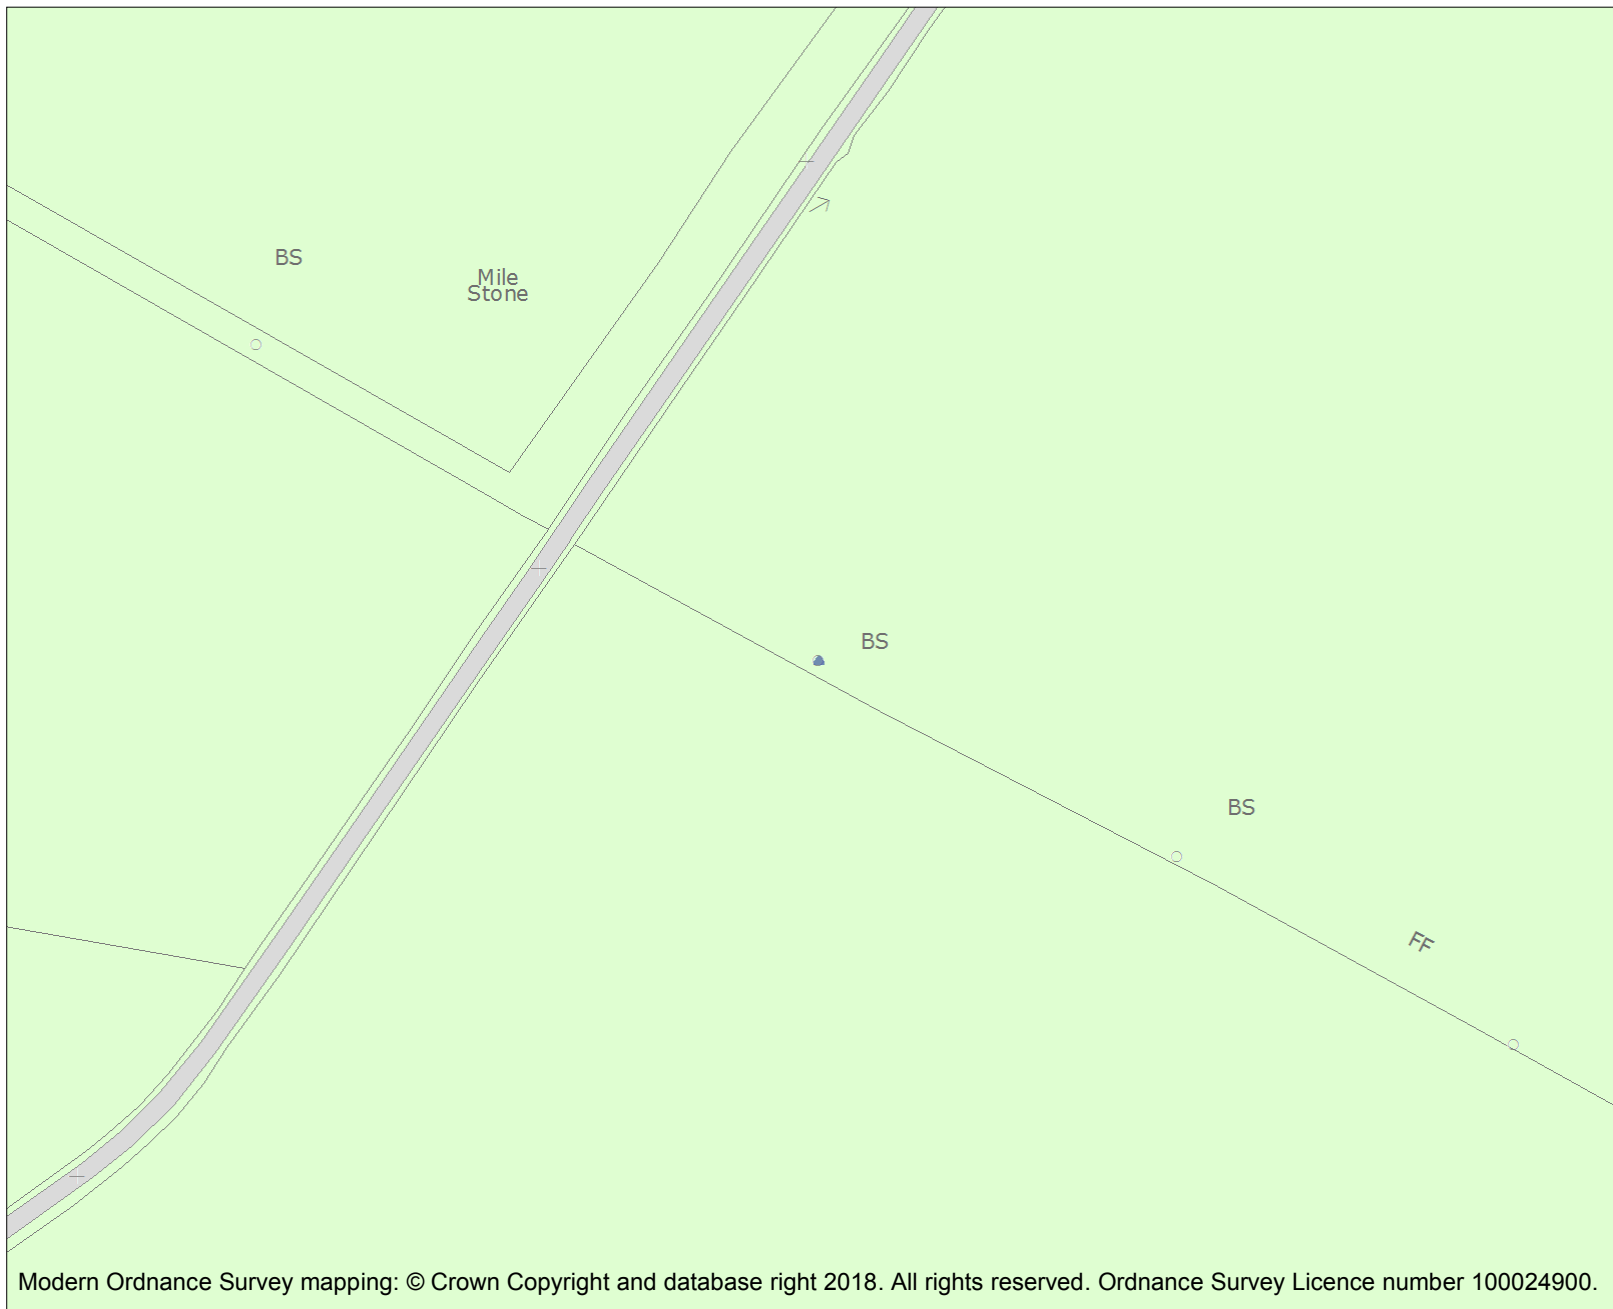 BS
Mile
Stone
BS
BS
FF
Modern Ordnance Survey mapping: © Crown Copyright and database right 2018. All rights reserved. Ordnance Survey Licence number 100024900.